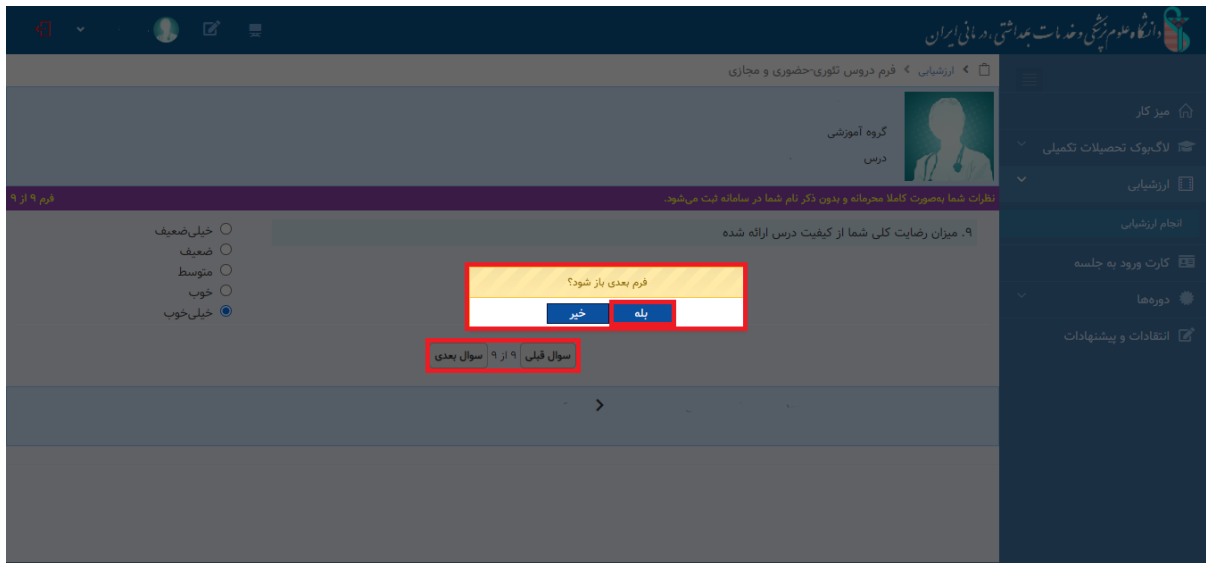 دانشگاه علوم پزشکی و خدمات بهداشتی، درمانی ایران
ارزشیابی › فرم دروس تئوری-حضوری و مجازی
میز کار
لاگ‌بوک تحصیلات تکمیلی
ارزشیابی
انجام ارزشیابی
کارت ورود به جلسه
دوره‌ها
انتقادات و پیشنهادات
گروه آموزشی
درس
نظرات شما به‌صورت کاملا محرمانه و بدون ذکر نام شما در سامانه ثبت می‌شود. فرم ۹ از ۹
۹. میزان رضایت کلی شما از کیفیت درس ارائه شده
خیلی‌ضعیف
ضعیف
متوسط
خوب
خیلی‌خوب
فرم بعدی باز شود؟
بله خیر
سوال قبلی ۹ از ۹ سوال بعدی